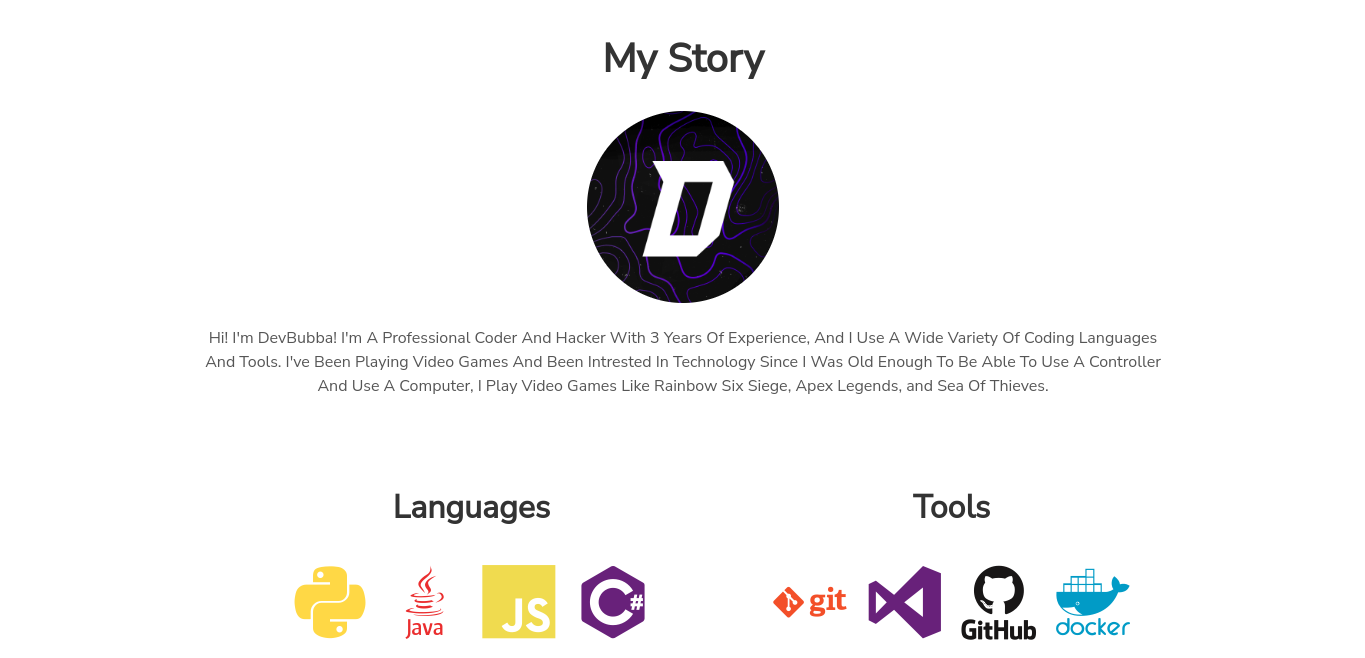 My Story
D
Hi! I'm DevBubba! I'm A Professional Coder And Hacker With 3 Years Of Experience, And I Use A Wide Variety Of Coding Languages
And Tools. I've Been Playing Video Games And Been Intrested In Technology Since I Was Old Enough To Be Able To Use A Controller
And Use A Computer, I Play Video Games Like Rainbow Six Siege, Apex Legends, and Sea Of Thieves.
Languages
Tools
Java
JS
C#
git
GitHub
docker